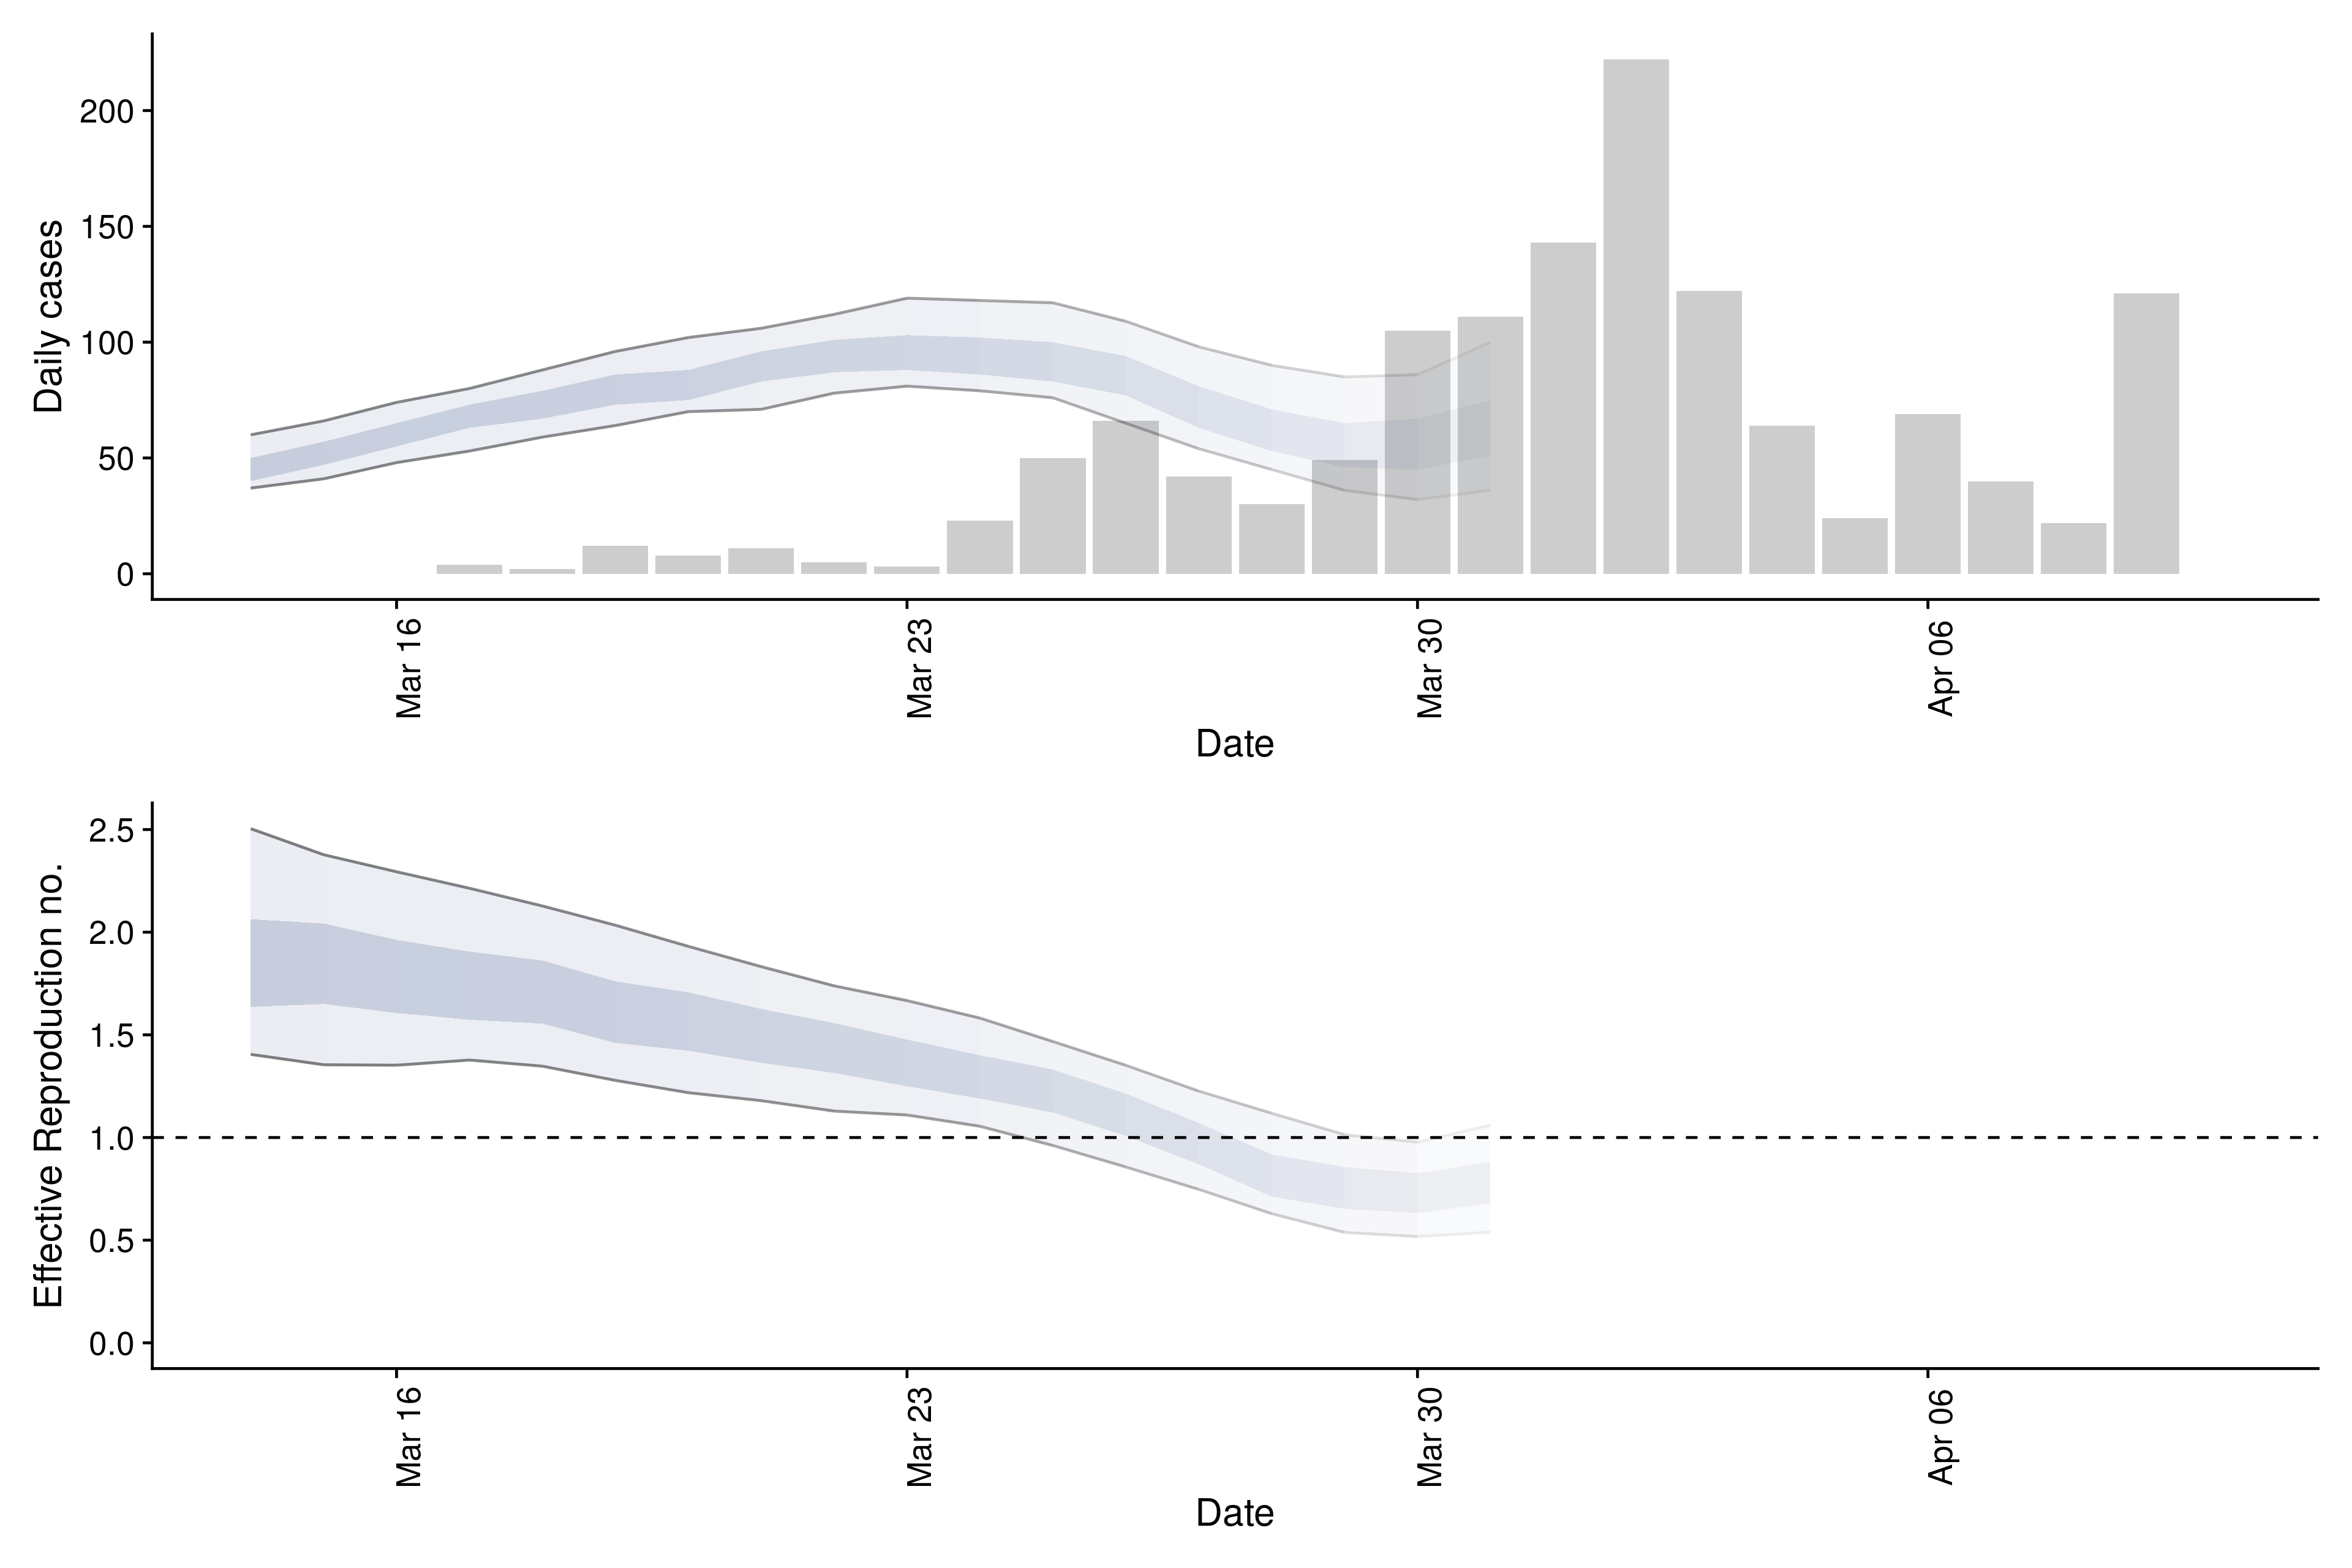 Daily cases
200
150
100
50
0
Mar 16
Mar 23
Mar 30
Apr 06
Date
Effective Reproduction no.
2.5
2.0
1.5
1.0
0.5
0.0
Mar 16
Mar 23
Mar 30
Apr 06
Date